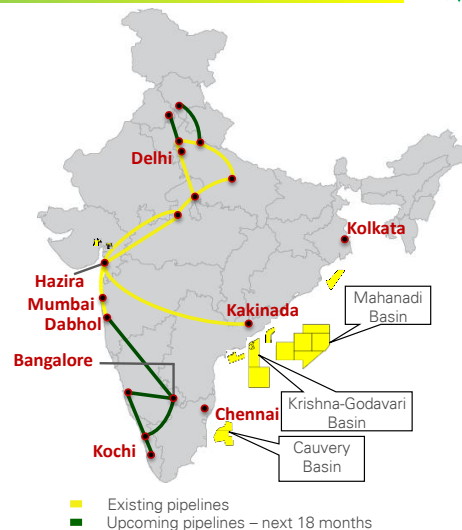 Delhi
Kolkata
Hazira
Mumbai
Dabhol
Kakinada
Mahanadi
Basin
Bangalore
Krishna-Godavari
Basin
Chennai
Kochi
Cauvery
Basin
Existing pipelines
Upcoming pipelines – next 18 months